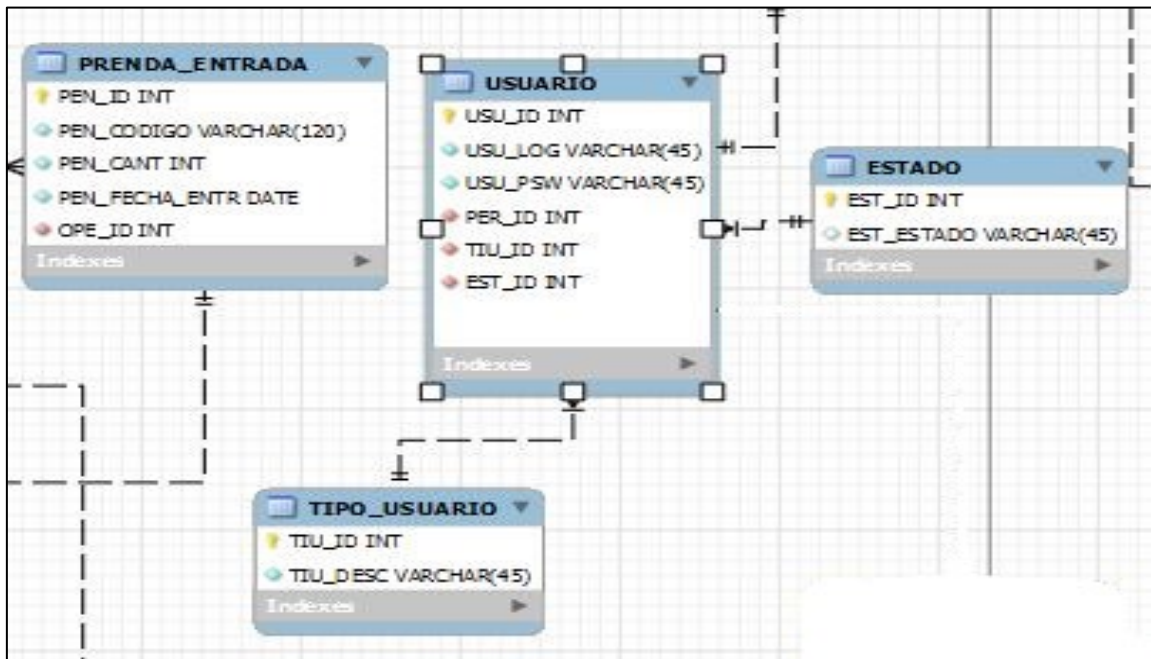 PRENDA_ENTRADA
PEN_ID INT
PEN_CODIGO VARCHAR(120)
PEN_CANT INT
PEN_FECHA_ENTR DATE
OPE_ID INT
Indexes
USUARIO
USU_ID INT
USU_LOG VARCHAR(45)
USU_PSW VARCHAR(45)
PER_ID INT
TIU_ID INT
EST_ID INT
Indexes
ESTADO
EST_ID INT
EST_ESTADO VARCHAR(45)
Indexes
TIPO_USUARIO
TIU_ID INT
TIU_DESC VARCHAR(45)
Indexes